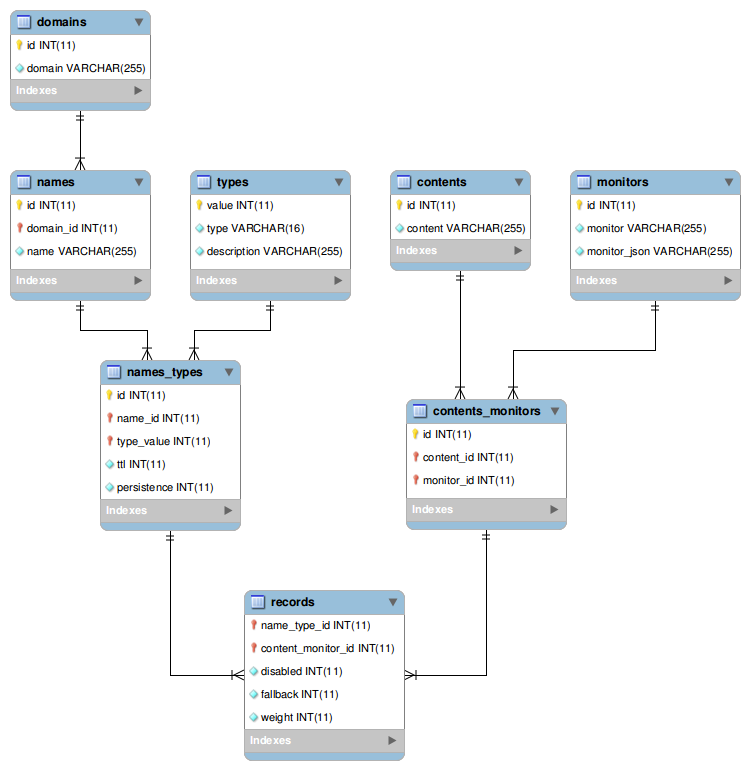 domains
id INT(11)
domain VARCHAR(255)
Indexes
names
id INT(11)
domain_id INT(11)
name VARCHAR(255)
Indexes
types
value INT(11)
type VARCHAR(16)
description VARCHAR(255)
Indexes
contents
id INT(11)
content VARCHAR(255)
Indexes
monitors
id INT(11)
monitor VARCHAR(255)
monitor_json VARCHAR(255)
Indexes
names_types
id INT(11)
name_id INT(11)
type_value INT(11)
ttl INT(11)
persistence INT(11)
Indexes
contents_monitors
id INT(11)
content_id INT(11)
monitor_id INT(11)
Indexes
records
name_type_id INT(11)
content_monitor_id INT(11)
disabled INT(11)
fallback INT(11)
weight INT(11)
Indexes